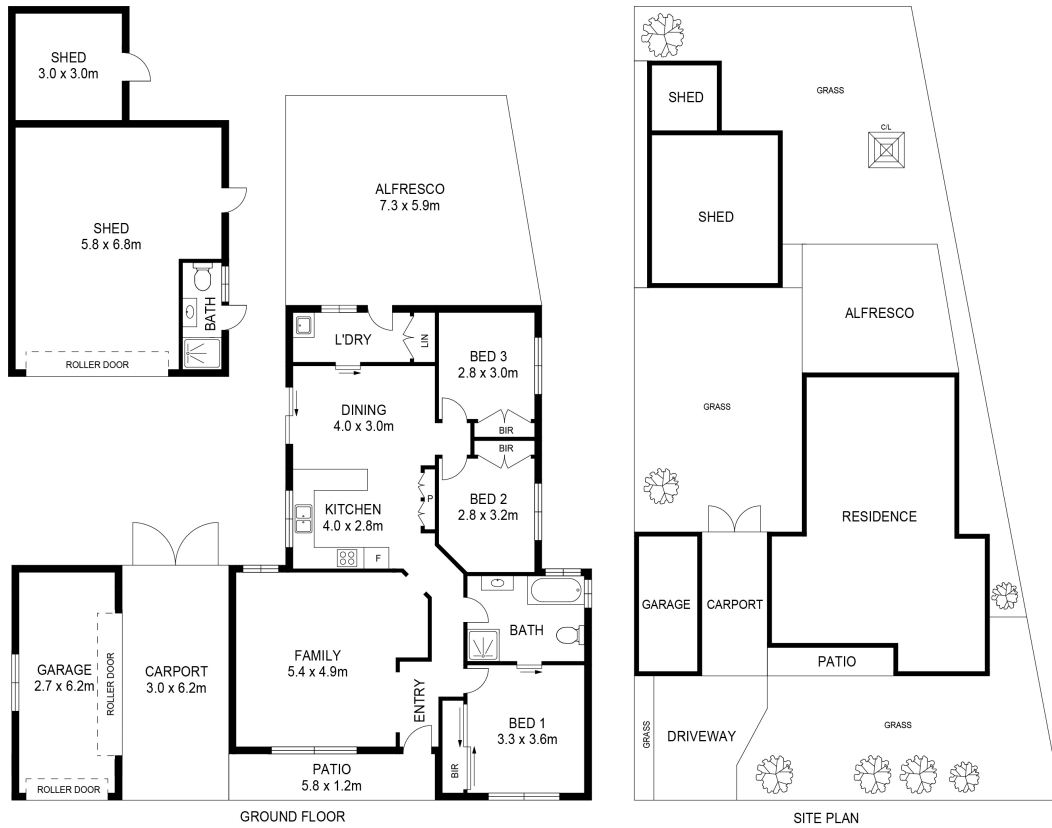 SHED
3.0 x 3.0m
SHED
5.8 x 6.8m
BATH
ROLLER DOOR
ALFRESCO
7.3 x 5.9m
L'DRY
LIN
BED 3
2.8 x 3.0m
BIR
DINING
4.0 x 3.0m
BIR
P
BED 2
2.8 x 3.2m
KITCHEN
4.0 x 2.8m
F
BATH
GARAGE
2.7 x 6.2m
ROLLER DOOR
ROLLER DOOR
CARPORT
3.0 x 6.2m
FAMILY
5.4 x 4.9m
ENTRY
BED 1
3.3 x 3.6m
BIR
PATIO
5.8 x 1.2m
GROUND FLOOR
SHED
GRASS
C/L
SHED
ALFRESCO
GRASS
RESIDENCE
GARAGE
CARPORT
PATIO
GRASS
DRIVEWAY
GRASS
SITE PLAN